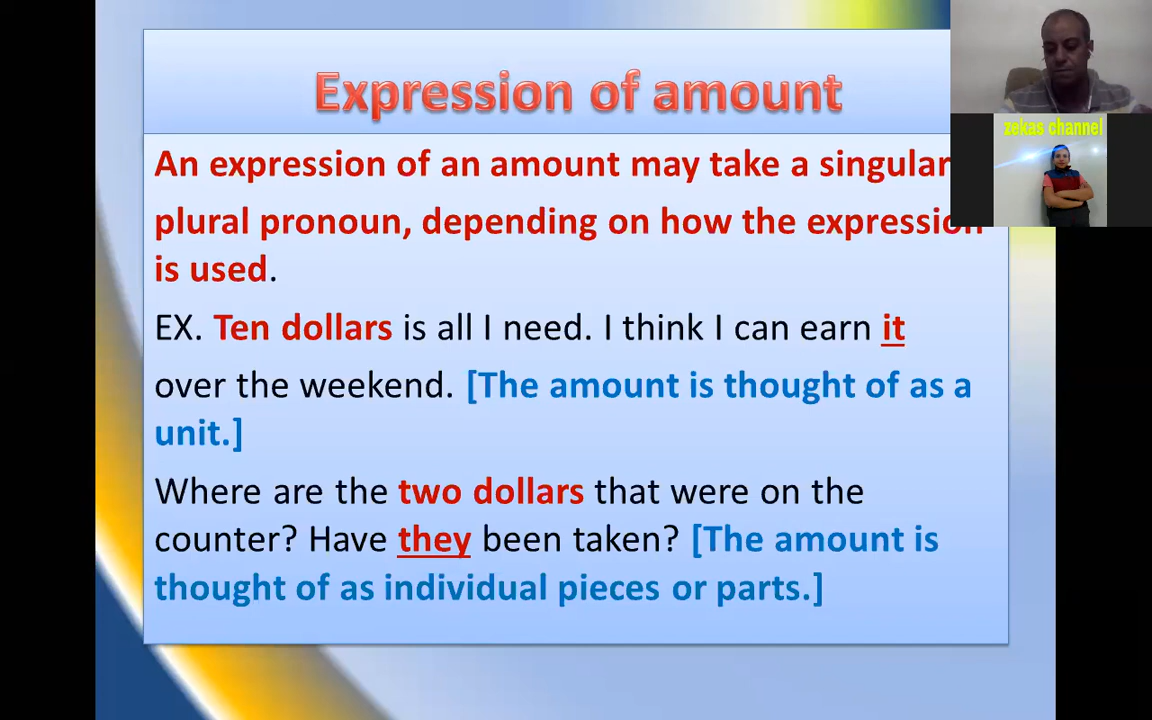 Expression of amount
zekas channel
An expression of an amount may take a singular
plural pronoun, depending on how the expression
is used.
EX. Ten dollars is all I need. I think I can earn it
over the weekend. [The amount is thought of as a
unit.]
Where are the two dollars that were on the
counter? Have they been taken? [The amount is
thought of as individual pieces or parts.]